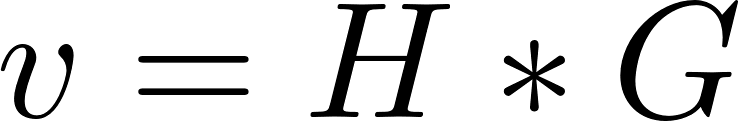 v = H * G